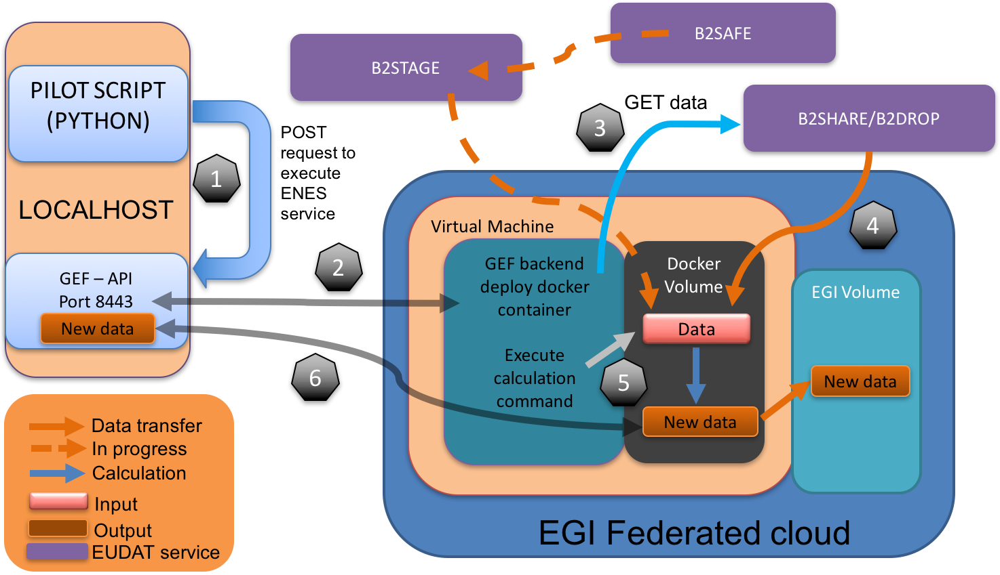 B2SAFE
B2STAGE
PILOT SCRIPT
(PYTHON)
GET data
3
B2SHARE/B2DROP
POST
request to
execute
ENES
service
1
LOCALHOST
4
Virtual Machine
2
GEF – API
Port 8443
New data
GEF backend
deploy docker
container
Docker
Volume
EGI Volume
Data
Execute
calculation
command
5
6
New data
New data
Data transfer
In progress
Calculation
Input
Output
EUDAT service
EGI Federated cloud